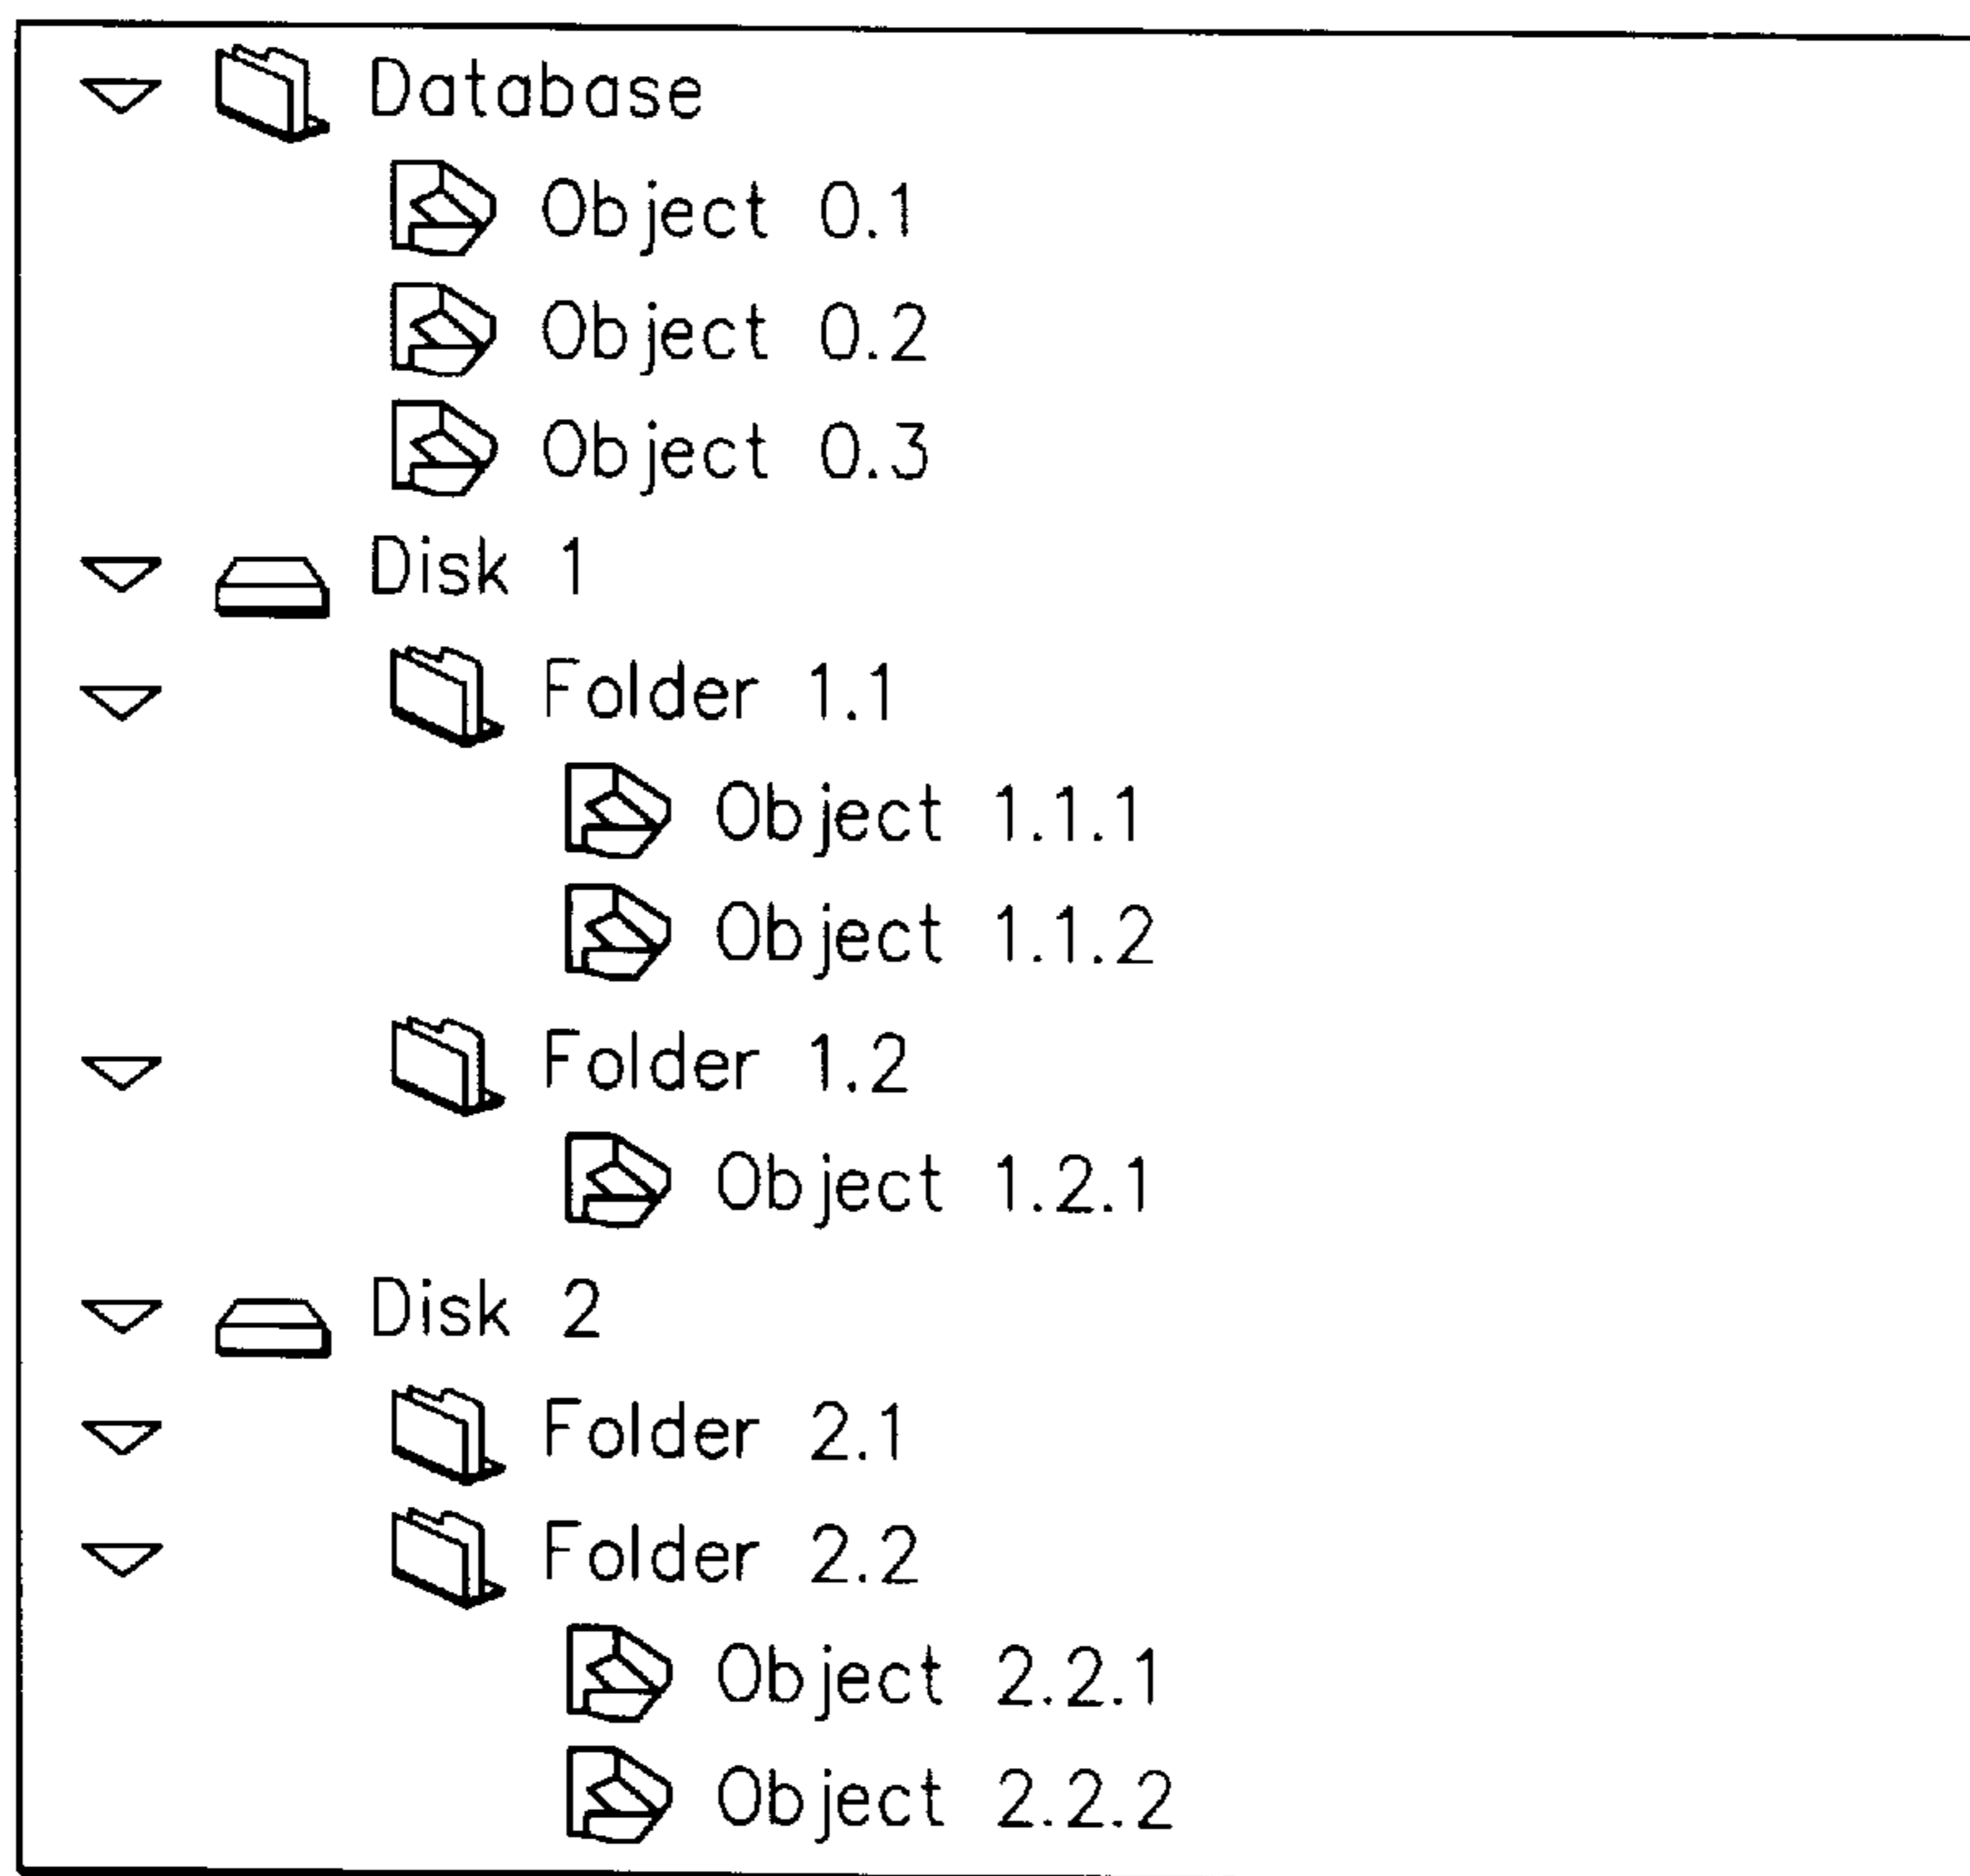 Database
Object 0.1
Object 0.2
Object 0.3
Disk 1
Folder 1.1
Object 1.1.1
Object 1.1.2
Folder 1.2
Object 1.2.1
Disk 2
Folder 2.1
Folder 2.2
Object 2.2.1
Object 2.2.2